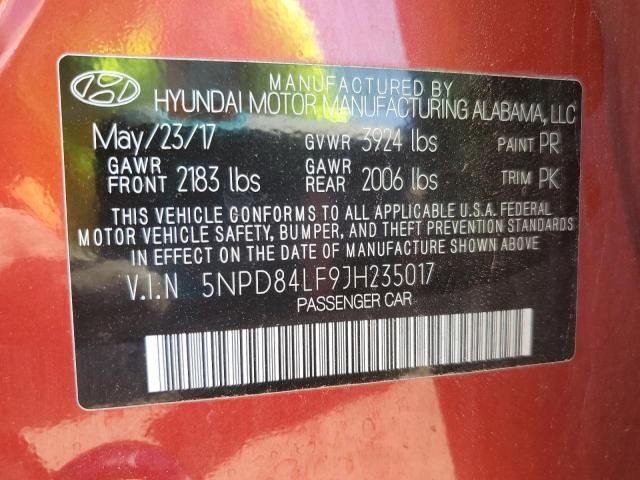 MANUFACTURED BY
HYUNDAI MOTOR MANUFACTURING ALABAMA, LLC
May/23/17 GVWR 3924 lbs PAINT PR
GAWR FRONT 2183 lbs GAWR REAR 2006 lbs TRIM PK
THIS VEHICLE CONFORMS TO ALL APPLICABLE U.S.A. FEDERAL
MOTOR VEHICLE SAFETY, BUMPER, AND THEFT PREVENTION STANDARDS
IN EFFECT ON THE DATE OF MANUFACTURE SHOWN ABOVE.
V.I.N 5NPD84LF9JH235017
PASSENGER CAR